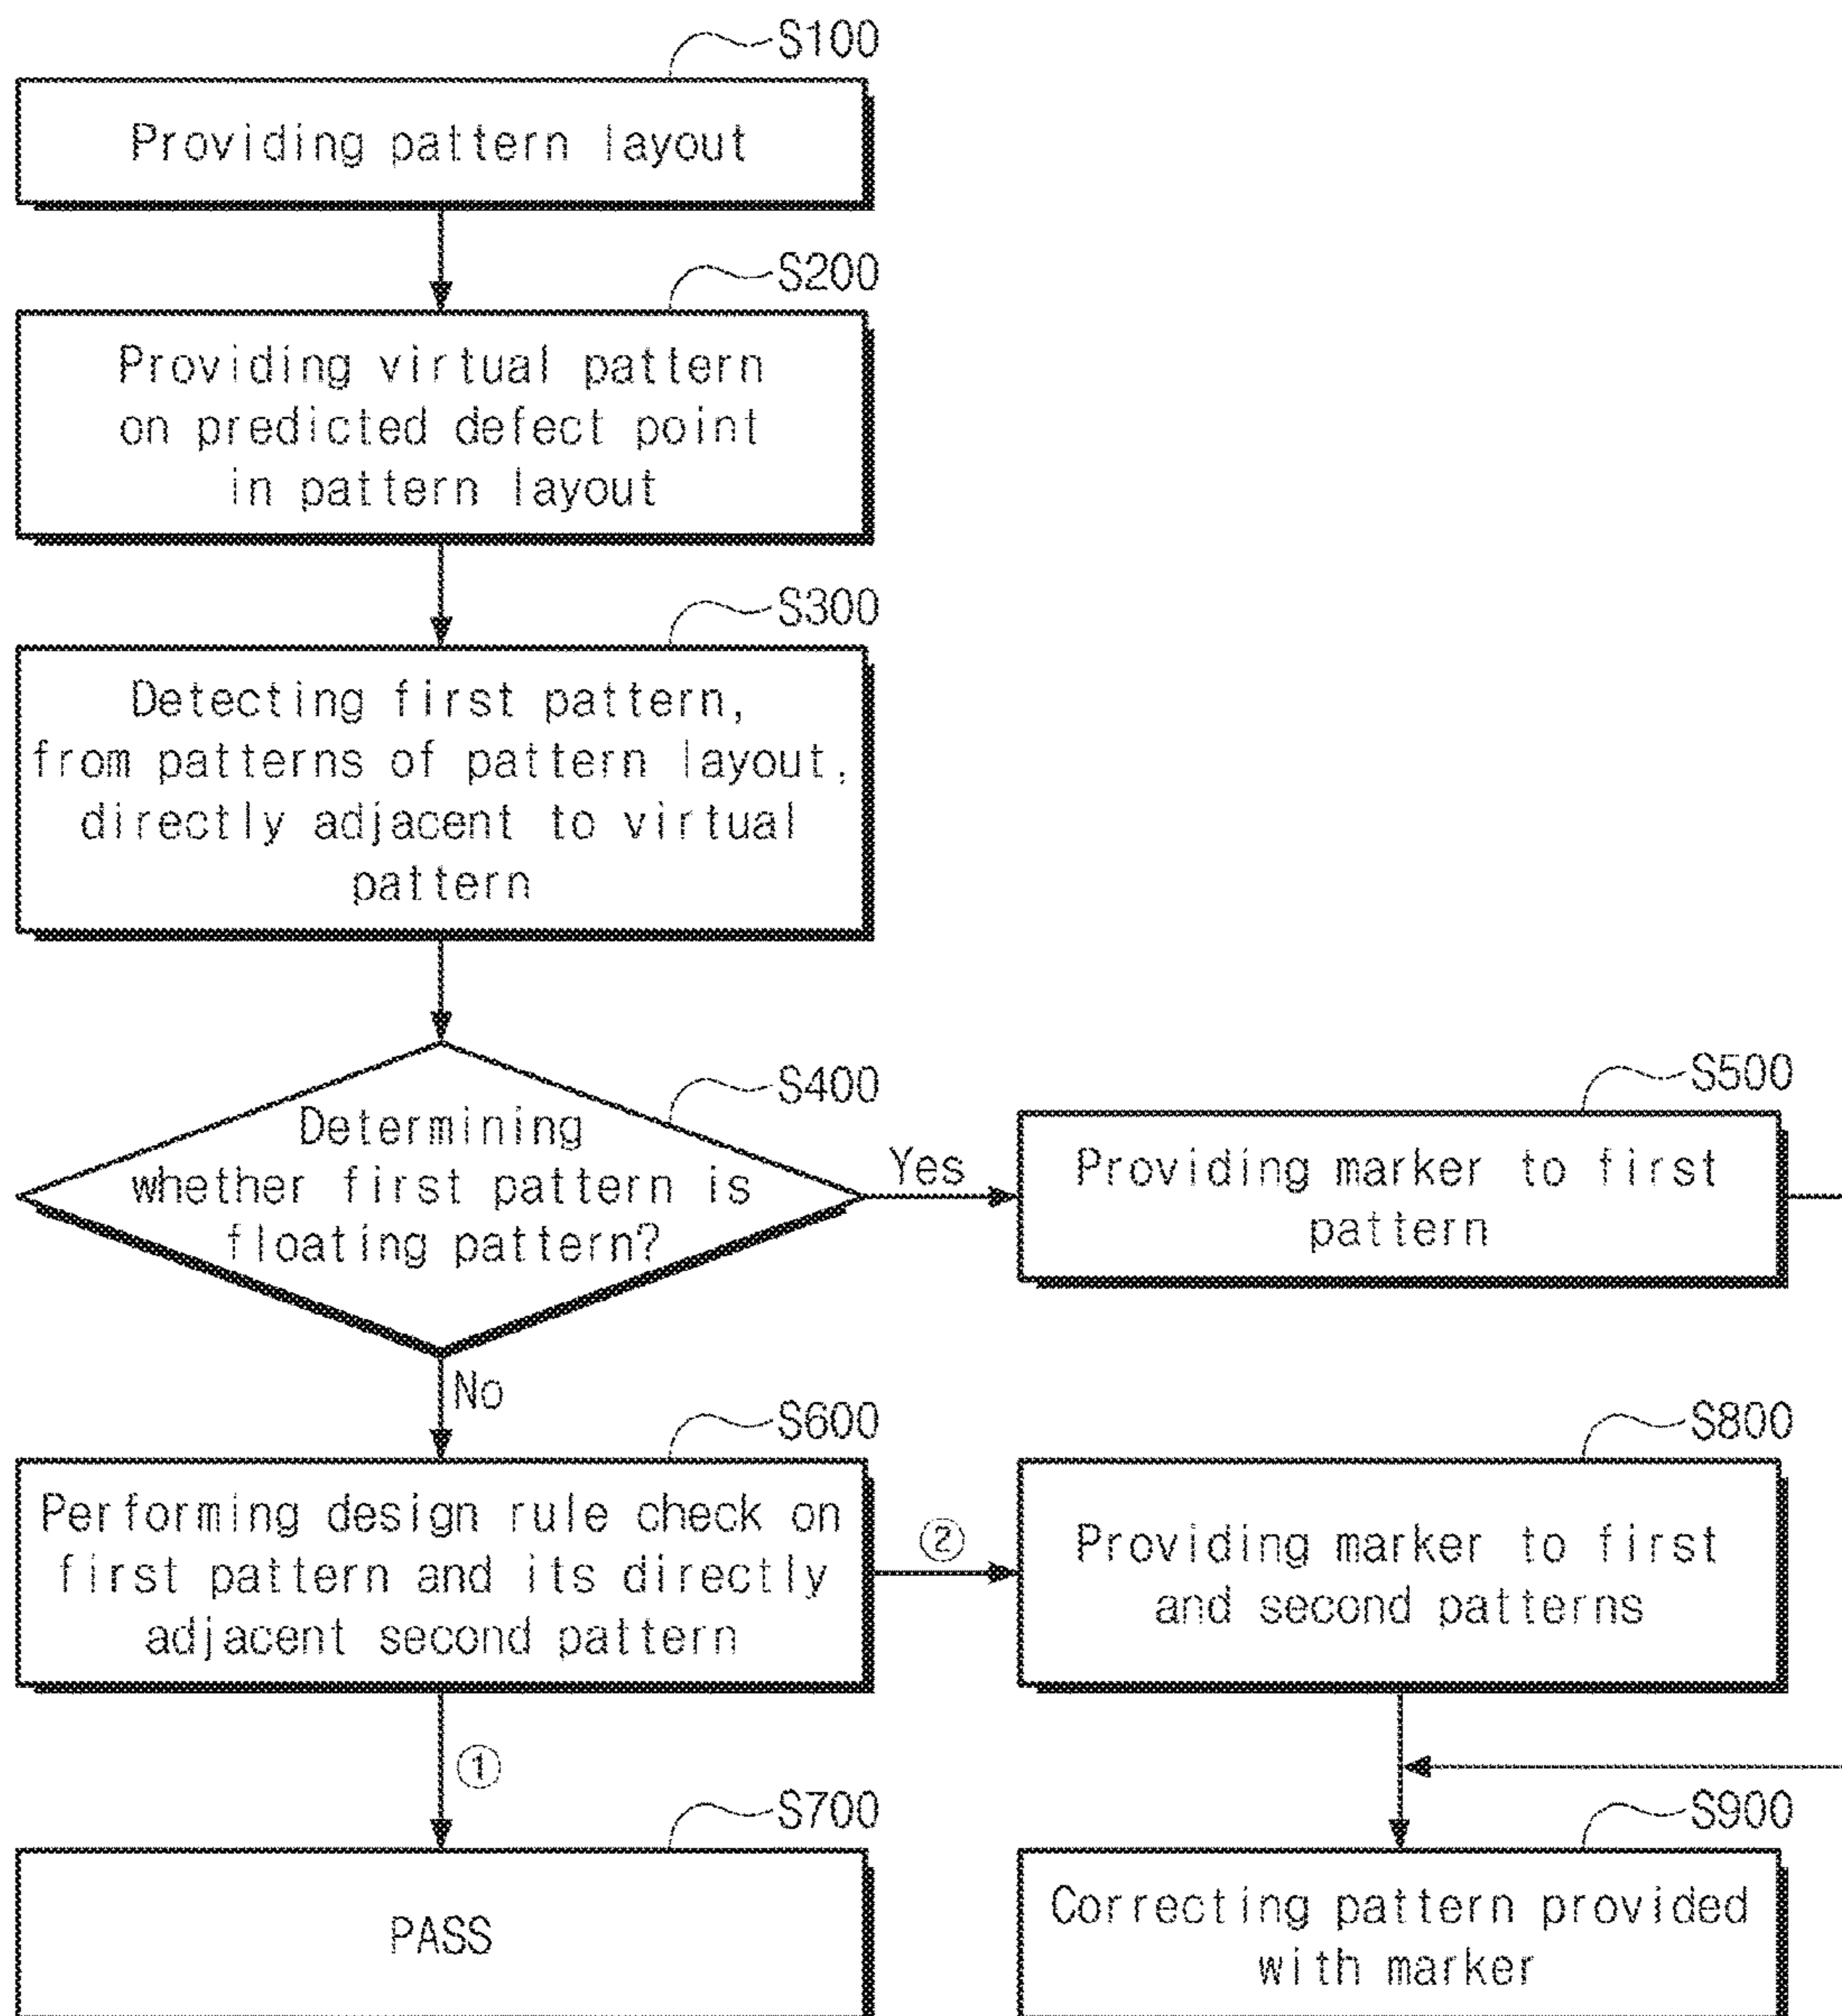 S100
Providing pattern layout
S200
Providing virtual pattern
on predicted defect point
in pattern layout
S300
Detecting first pattern,
from patterns of pattern layout,
directly adjacent to virtual
pattern
S400
Determining
whether first pattern is
floating pattern?
Yes
S500
Providing marker to first
pattern
No
S600
Performing design rule check on
first pattern and its directly
adjacent second pattern
②
S800
Providing marker to first
and second patterns
①
S700
PASS
S900
Correcting pattern provided
with marker